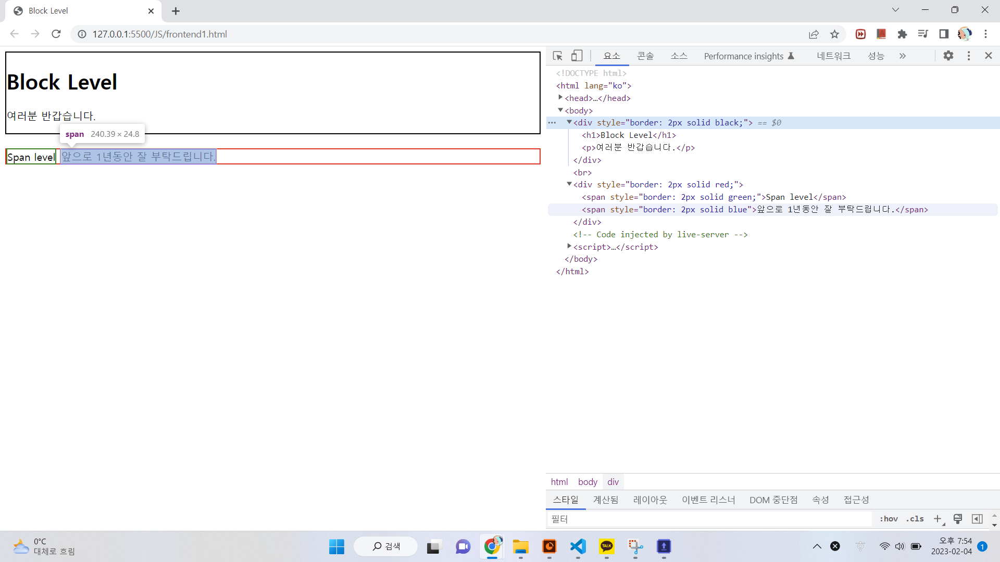 Block Level
127.0.0.1:5500/JS/frontend1.html
Block Level
여러분 반갑습니다.
span 240.39 × 24.8
Span level 앞으로 1년동안 잘 부탁드립니다.
요소 콘솔 소스 Performance insights 네트워크 성능 »
<!DOCTYPE html>
<html lang="ko">
<head>…</head>
<body>
<div style="border: 2px solid black;"> == $0
<h1>Block Level</h1>
<p>여러분 반갑습니다.</p>
</div>
<br>
<div style="border: 2px solid red;">
<span style="border: 2px solid green;">Span level</span>
<span style="border: 2px solid blue">앞으로 1년동안 잘 부탁드립니다.</span>
</div>
<!-- Code injected by live-server -->
<script>…</script>
</body>
</html>
html body div
스타일 계산됨 레이아웃 이벤트 리스너 DOM 중단점 속성 접근성
필터 :hov .cls
0°C
대체로 흐림
검색
TALK
오후 7:54
2023-02-04
1